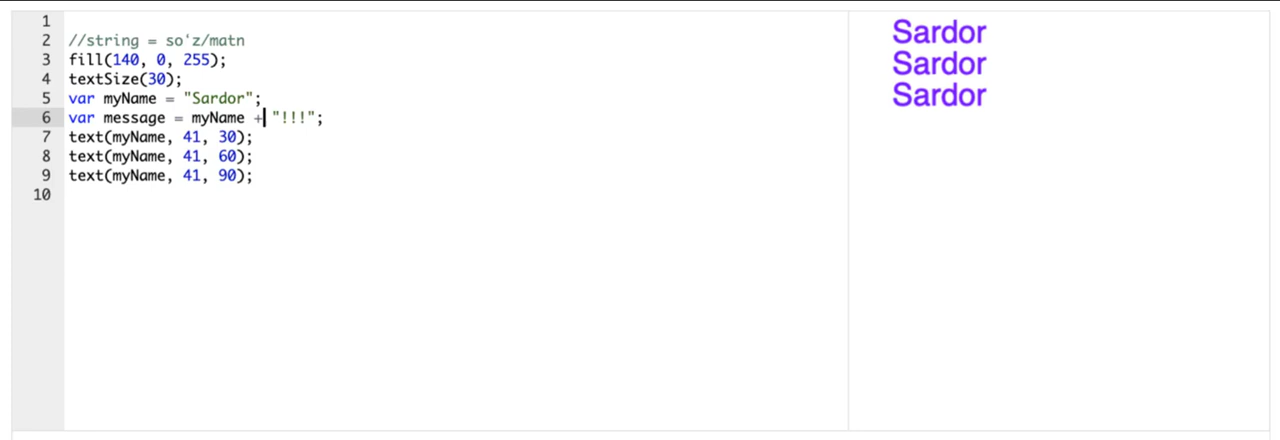 1
2 //string = so‘z/matn
3 fill(140, 0, 255);
4 textSize(30);
5 var myName = "Sardor";
6 var message = myName + "!!!";
7 text(myName, 41, 30);
8 text(myName, 41, 60);
9 text(myName, 41, 90);
10
Sardor
Sardor
Sardor